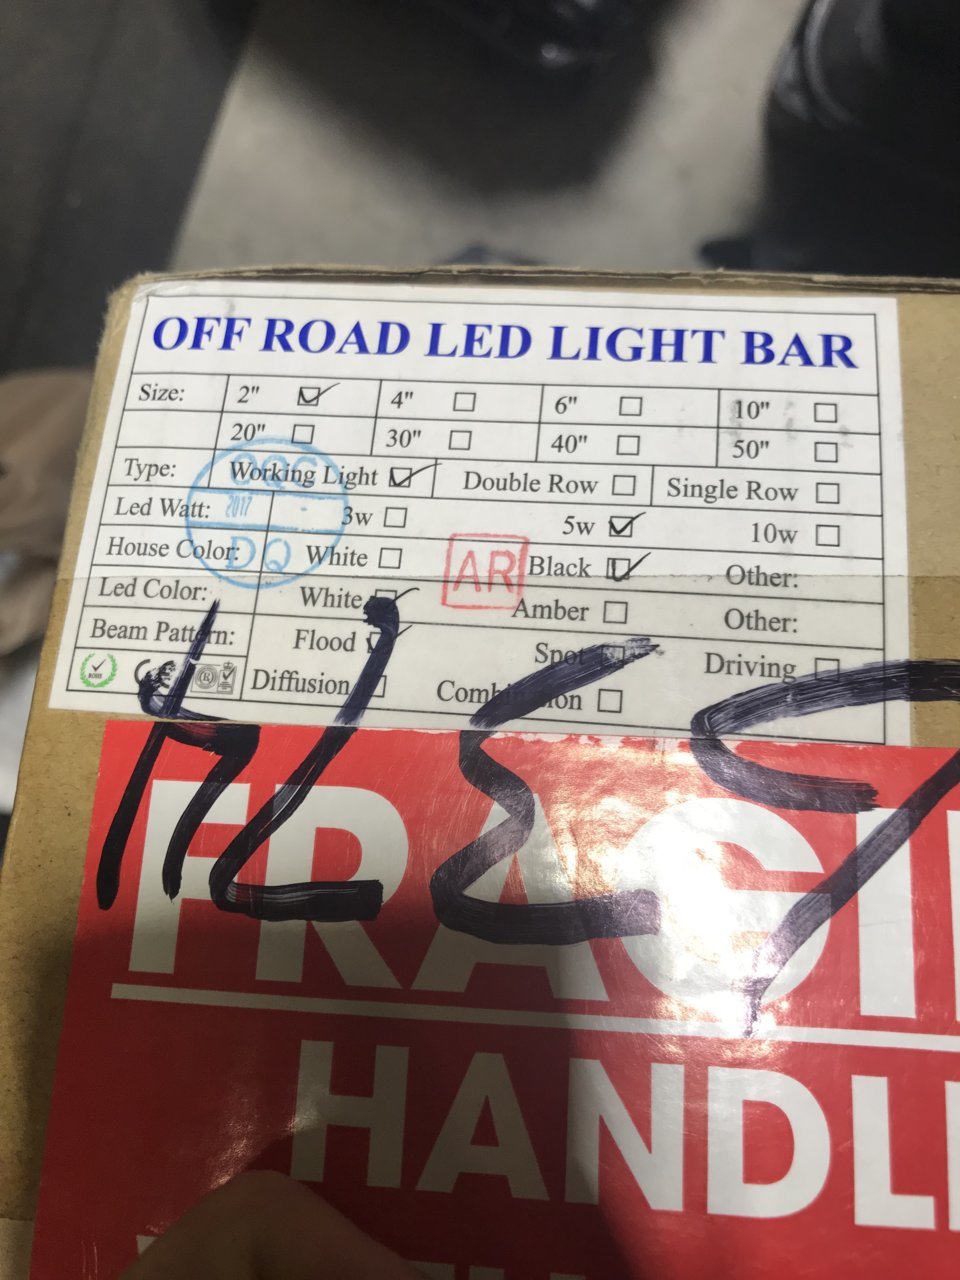 OFF ROAD LED LIGHT BAR
Size: 2" 4" 6" 10"
20" 30" 40" 50"
Type: Working Light Double Row Single Row
Led Watt: 3w 5w 10w
House Color: White Black Other:
Led Color: White Amber Other:
Beam Pattern: Flood Spot Driving
Diffusion Combination
2017
DQ
AR
FRAGI
HANDL